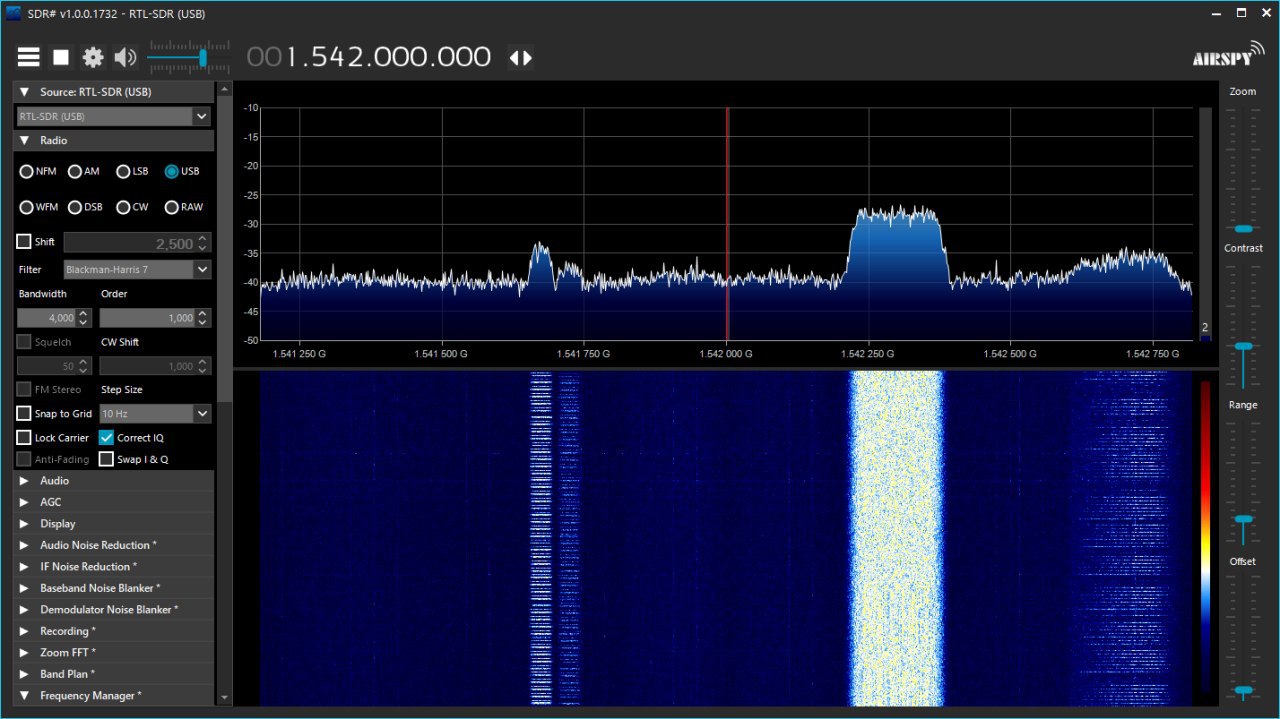 SDR# v1.0.0.1732 - RTL-SDR (USB)
001.542.000.000
AIRSPY
Source: RTL-SDR (USB)
RTL-SDR (USB)
Radio
NFM AM LSB USB
WFM DSB CW RAW
Shift 2,500
Filter Blackman-Harris 7
Bandwidth Order
4,000 1,000
Squelch CW Shift
50 1,000
FM Stereo Step Size
Snap to Grid 10 Hz
Lock Carrier Correct IQ
Anti-Fading Swap I & Q
Audio
AGC
Display
Audio Noise Reduction *
IF Noise Reduction *
Baseband Noise Blanker *
Demodulator Noise Blanker *
Recording *
Zoom FFT *
Band Plan *
Frequency Manager *
-10
-15
-20
-25
-30
-35
-40
-45
-50
1.541 250 G 1.541 500 G 1.541 750 G 1.542 000 G 1.542 250 G 1.542 500 G 1.542 750 G
2
Zoom
Contrast
Range
Offset